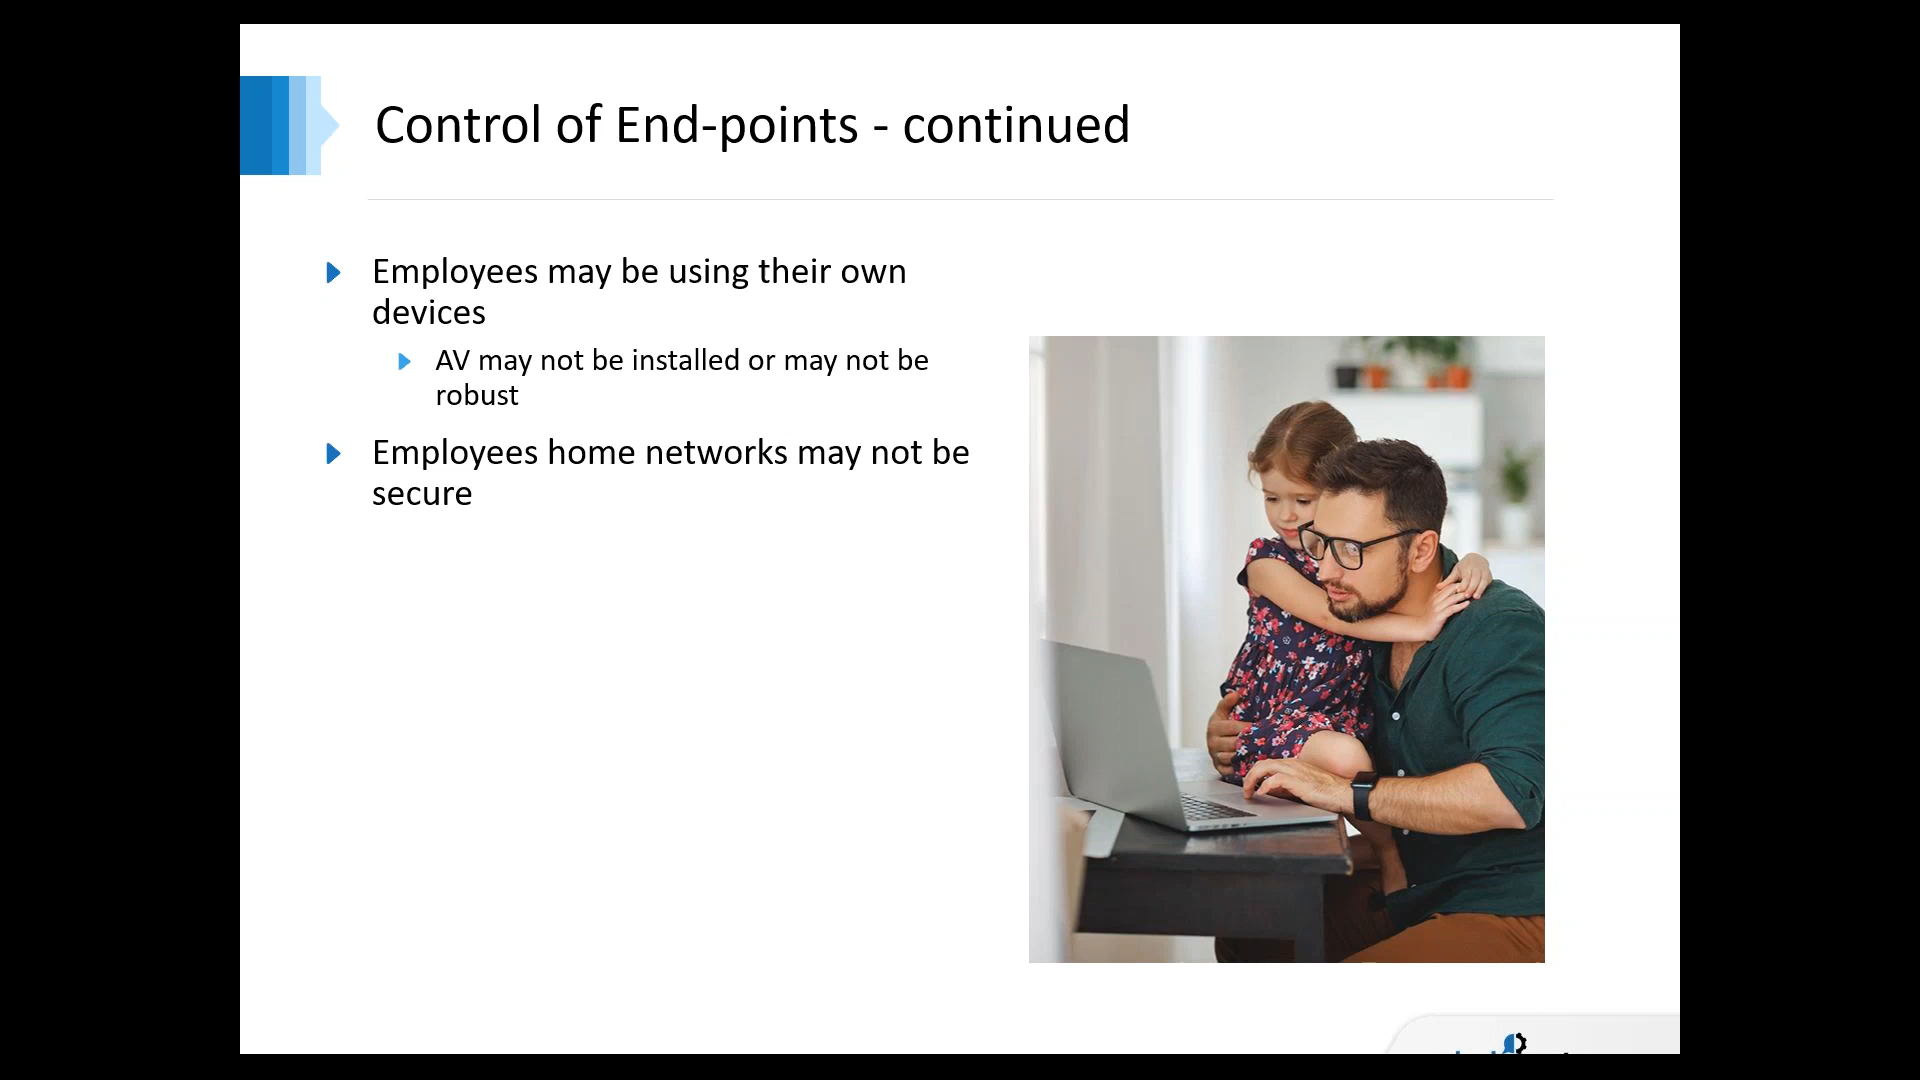 Control of End-points - continued
Employees may be using their own
devices
AV may not be installed or may not be
robust
Employees home networks may not be
secure